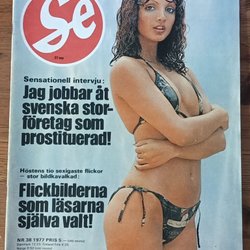 Se
Sensationell intervju:
Jag jobbar åt
svenska stor-
företag som
prostituerad!
Höstens tio sexigaste flickor
– stor bildkavalkad:
Flickbilderna
som läsarna
själva valt!
NR 38 1977 PRIS 5:-